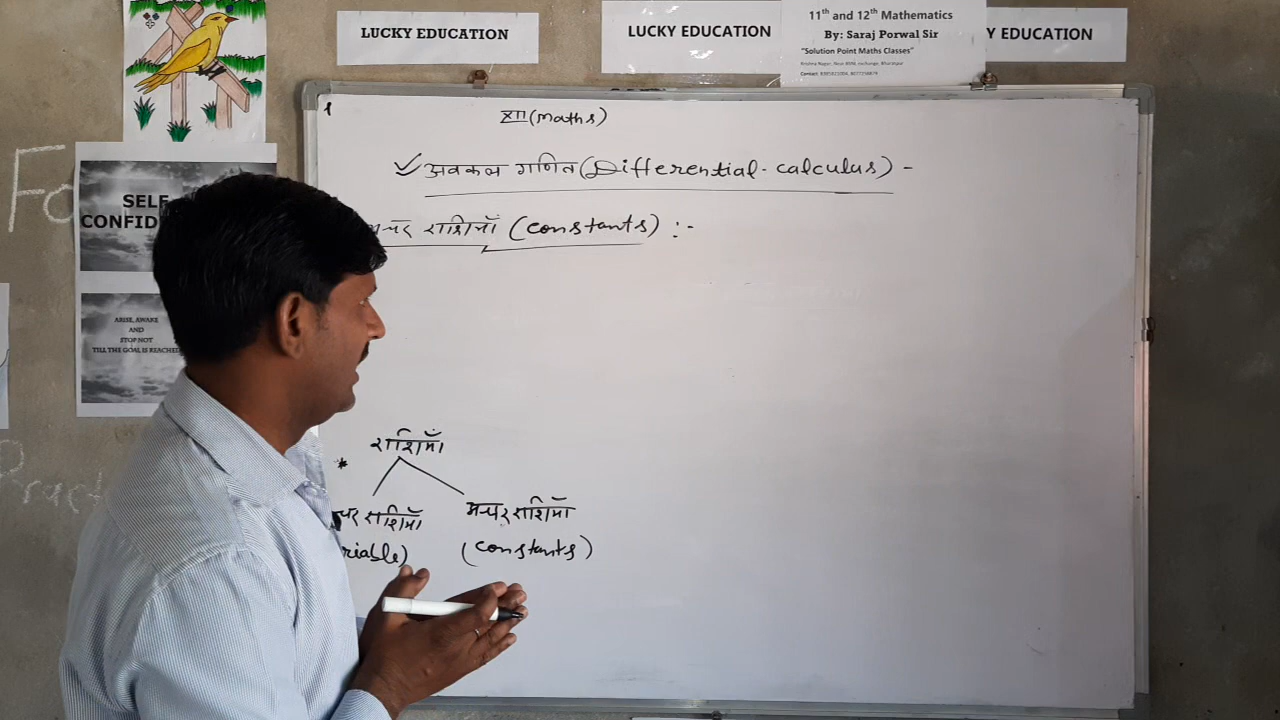 LUCKY EDUCATION
LUCKY EDUCATION
11th and 12th Mathematics
By: Saraj Porwal Sir
"Solution Point Maths Classes"
Y EDUCATION
SELF
CONFID
ARISE, AWAKE
AND
STOP NOT
TILL THE GOAL IS REACHED
XII (Maths)
अवकल गणित (Differential-calculus) -
राशियाँ (constants) :-
राशियाँ
चर राशियाँ अचर राशियाँ
riable) (constants)